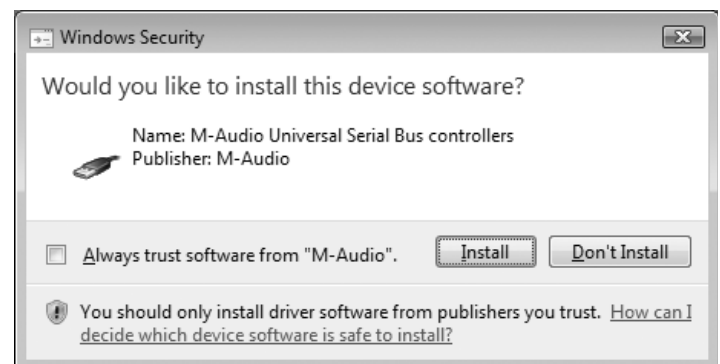 Windows Security
Would you like to install this device software?
Name: M-Audio Universal Serial Bus controllers
Publisher: M-Audio
Always trust software from "M-Audio".
Install
Don't Install
You should only install driver software from publishers you trust. How can I
decide which device software is safe to install?